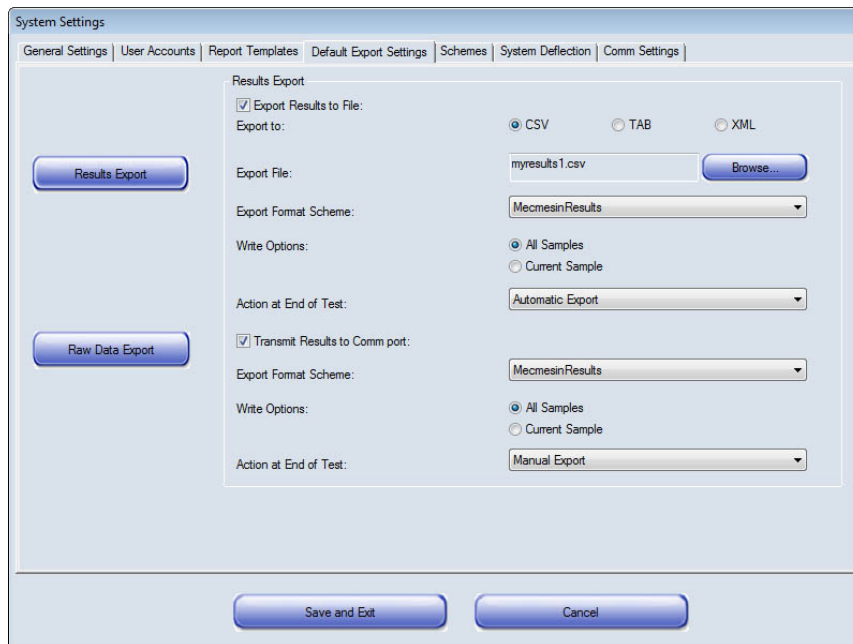 System Settings
General Settings User Accounts Report Templates Default Export Settings Schemes System Deflection Comm Settings
Results Export
Export Results to File:
Export to: CSV TAB XML
Results Export
Export File: myresults1.csv Browse...
Export Format Scheme: MecmesinResults
Write Options: All Samples
Current Sample
Action at End of Test: Automatic Export
Raw Data Export
Transmit Results to Comm port:
Export Format Scheme: MecmesinResults
Write Options: All Samples
Current Sample
Action at End of Test: Manual Export
Save and Exit Cancel